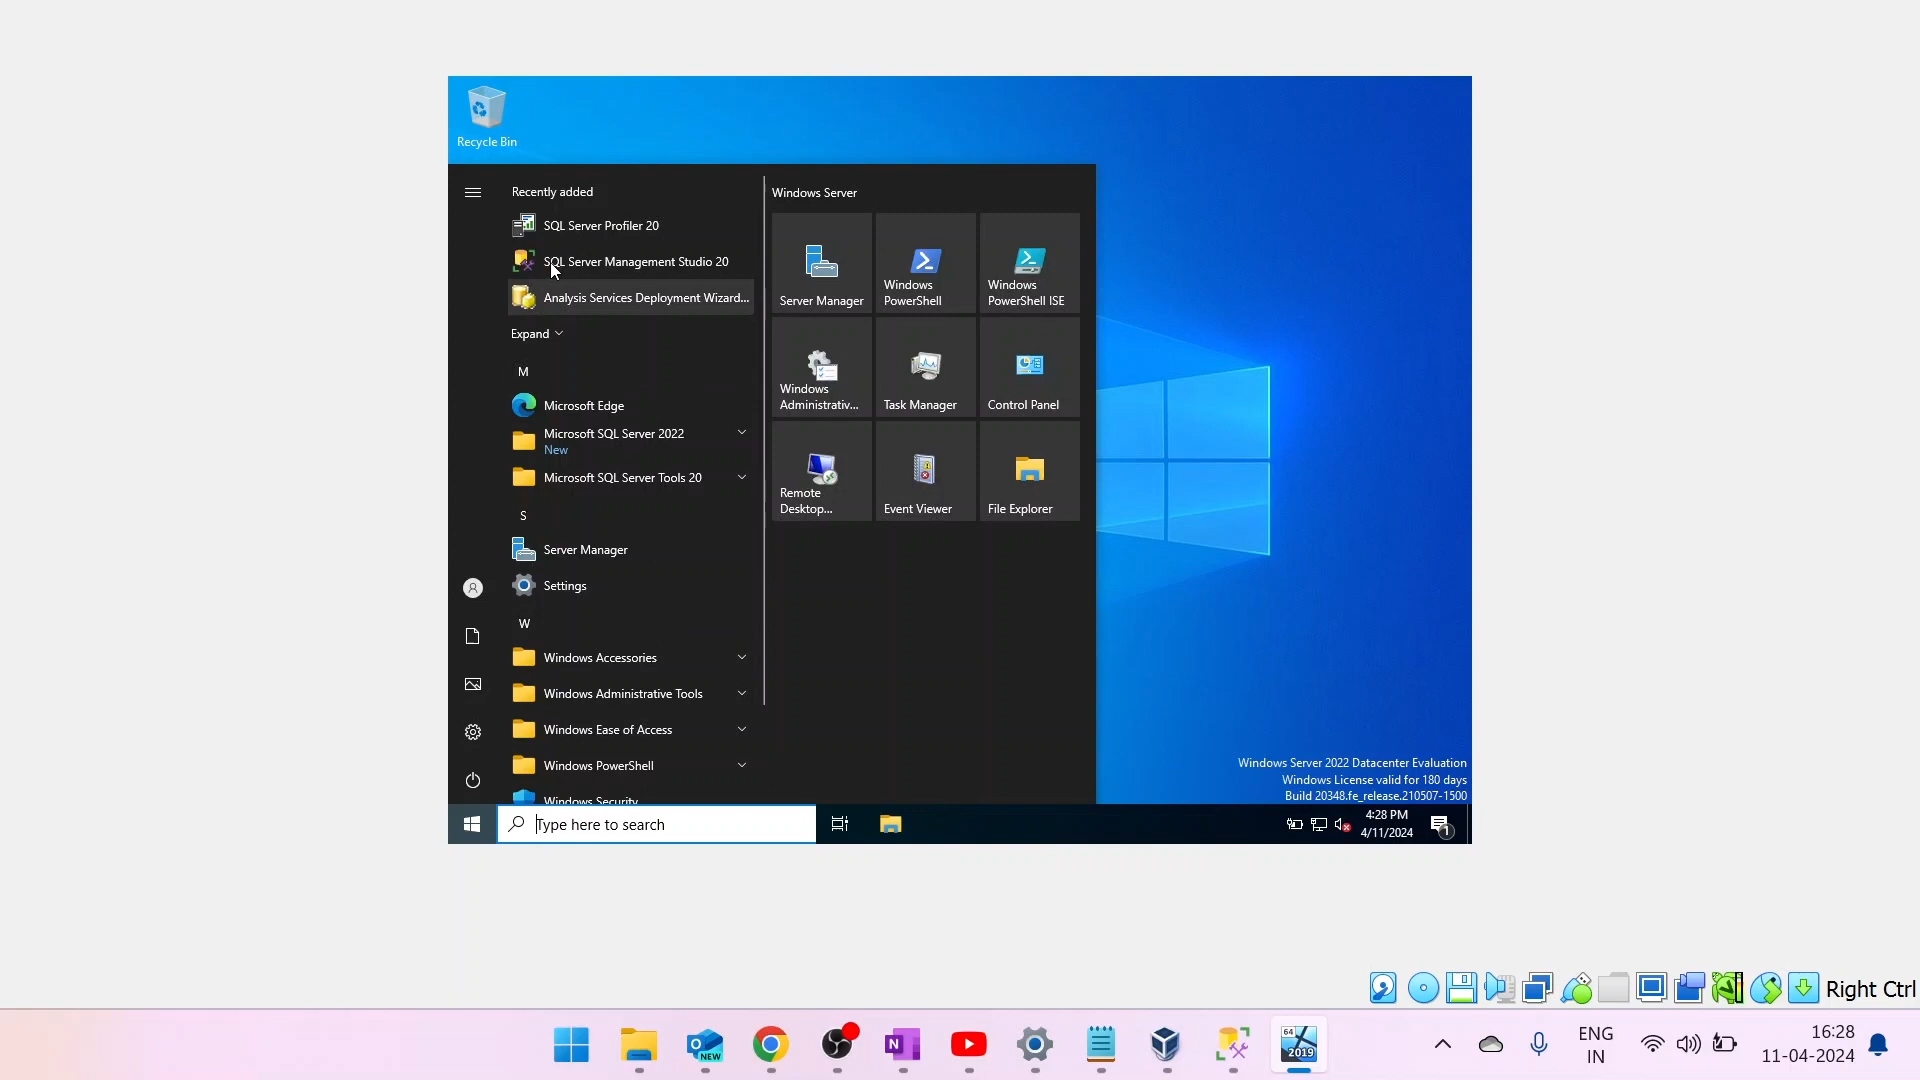 Recycle Bin
Recently added
SQL Server Profiler 20
SQL Server Management Studio 20
Analysis Services Deployment Wizard...
Expand
M
Microsoft Edge
Microsoft SQL Server 2022
New
Microsoft SQL Server Tools 20
S
Server Manager
Settings
W
Windows Accessories
Windows Administrative Tools
Windows Ease of Access
Windows PowerShell
Windows Security
Windows Server
Server Manager
Windows
PowerShell
Windows
PowerShell ISE
Windows
Administrativ...
Task Manager
Control Panel
Remote
Desktop...
Event Viewer
File Explorer
Windows Server 2022 Datacenter Evaluation
Windows License valid for 180 days
Build 20348.fe_release.210507-1500
Type here to search
4:28 PM
4/11/2024
1
Right Ctrl
NEW
N
64
2019
ENG
IN
16:28
11-04-2024